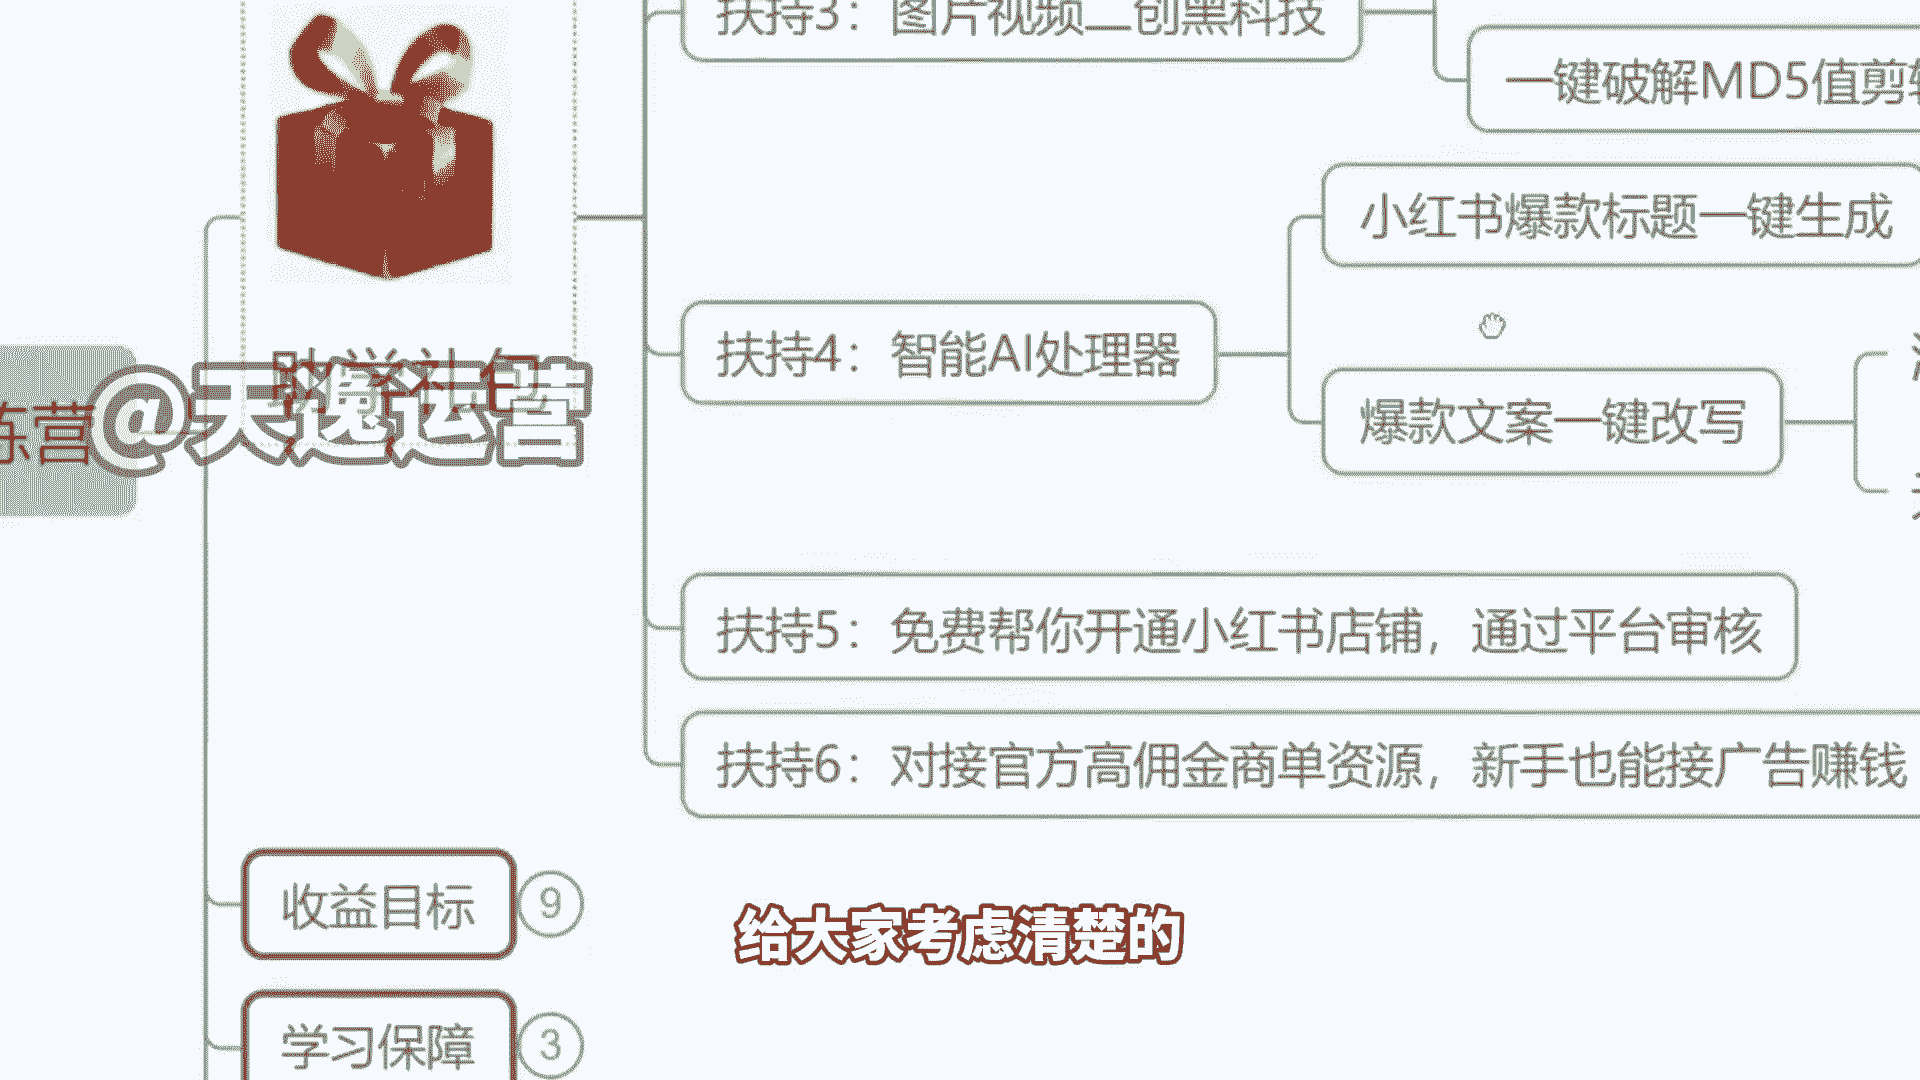 扶持3：图片视频二创黑科技
一键破解MD5值剪辑
小红书爆款标题一键生成
扶持4：智能AI处理器
爆款文案一键改写
练营
@天逸运营
扶持5：免费帮你开通小红书店铺，通过平台审核
扶持6：对接官方高佣金商单资源，新手也能接广告赚钱
收益目标
9
给大家考虑清楚的
学习保障
3